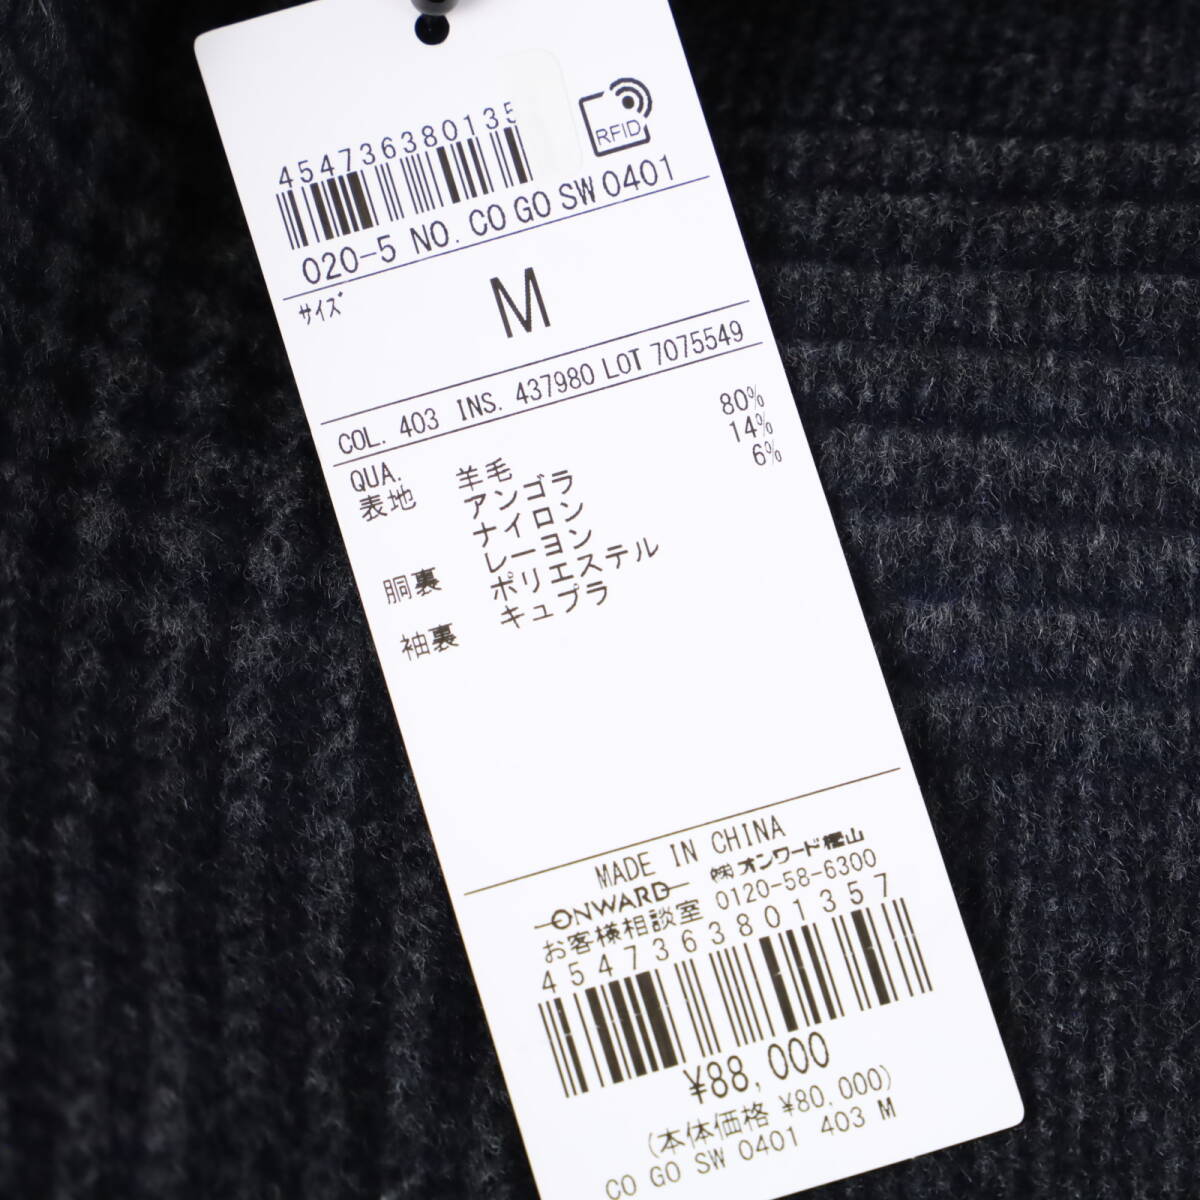 RFID
454736380135
020-5 NO. CO GO SW 0401
サイズ M
COL. 403 INS. 437980 LOT 7075549
QUA.
表地 羊毛 80%
アンゴラ 14%
ナイロン 6%
胴裏 レーヨン
ポリエステル
袖裏 キュプラ
MADE IN CHINA
ONWARD ㈱オンワード樫山
お客様相談室 0120-58-6300
4547363801357
¥88,000
(本体価格 ¥80,000)
CO GO SW 0401 403 M